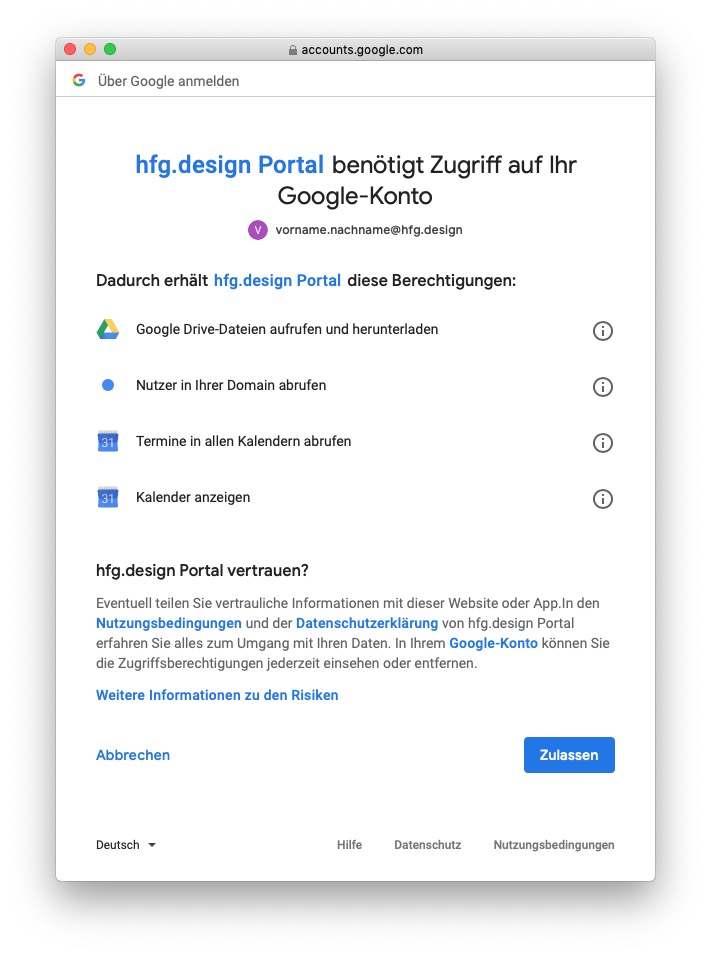 accounts.google.com
Über Google anmelden
hfg.design Portal benötigt Zugriff auf Ihr
Google-Konto
V vorname.nachname@hfg.design
Dadurch erhält hfg.design Portal diese Berechtigungen:
Google Drive-Dateien aufrufen und herunterladen
Nutzer in Ihrer Domain abrufen
31 Termine in allen Kalendern abrufen
31 Kalender anzeigen
hfg.design Portal vertrauen?
Eventuell teilen Sie vertrauliche Informationen mit dieser Website oder App.In den
Nutzungsbedingungen und der Datenschutzerklärung von hfg.design Portal
erfahren Sie alles zum Umgang mit Ihren Daten. In Ihrem Google-Konto können Sie
die Zugriffsberechtigungen jederzeit einsehen oder entfernen.
Weitere Informationen zu den Risiken
Abbrechen Zulassen
Deutsch Hilfe Datenschutz Nutzungsbedingungen